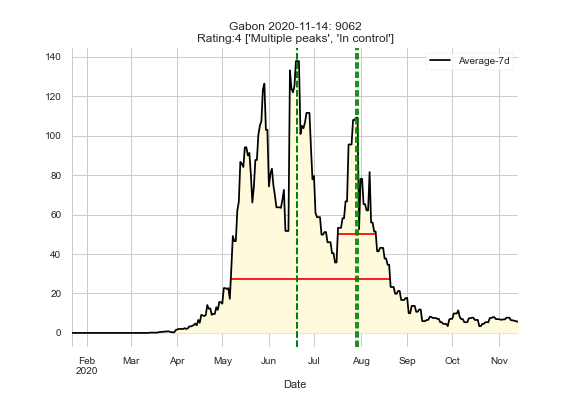 Gabon 2020-11-14: 9062
Rating:4 ['Multiple peaks', 'In control']
Average-7d
140
120
100
80
60
40
20
0
Feb Mar Apr May Jun Jul Aug Sep Oct Nov
2020
Date